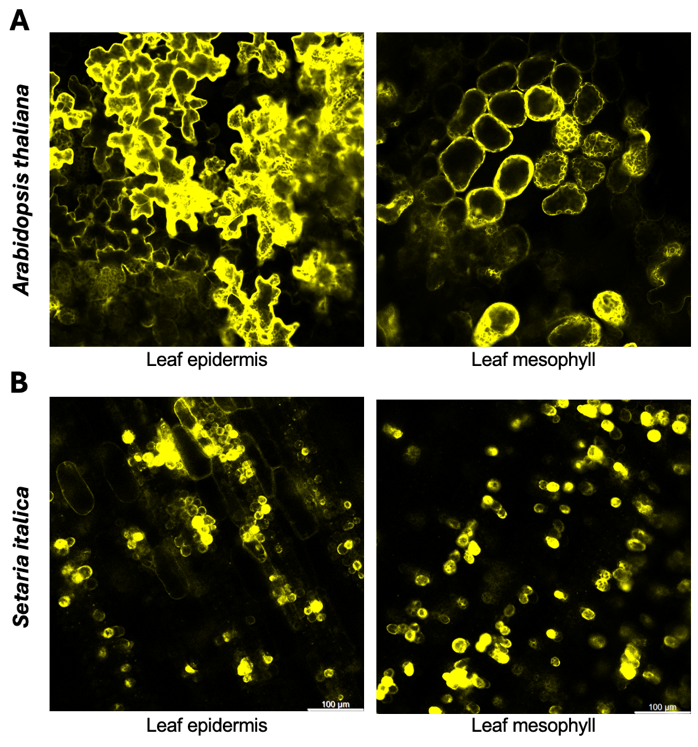 A
Arabidopsis thaliana
Leaf epidermis
Leaf mesophyll
B
Setaria italica
100 µm
100 µm
Leaf epidermis
Leaf mesophyll